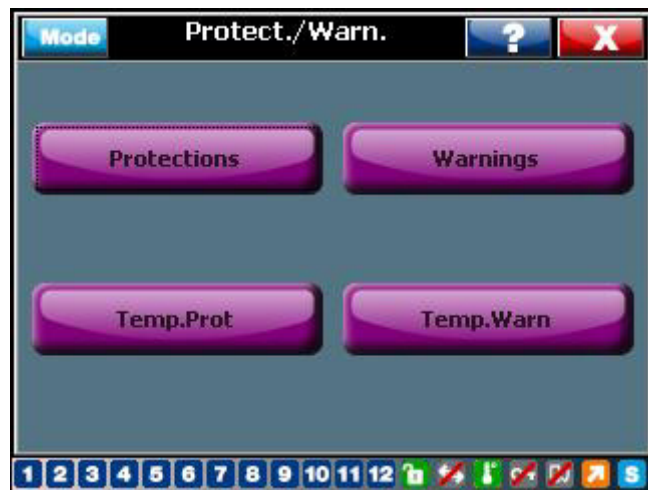 Mode Protect./Warn. ? X
Protections Warnings
Temp.Prot Temp.Warn
1 2 3 4 5 6 7 8 9 10 11 12 S